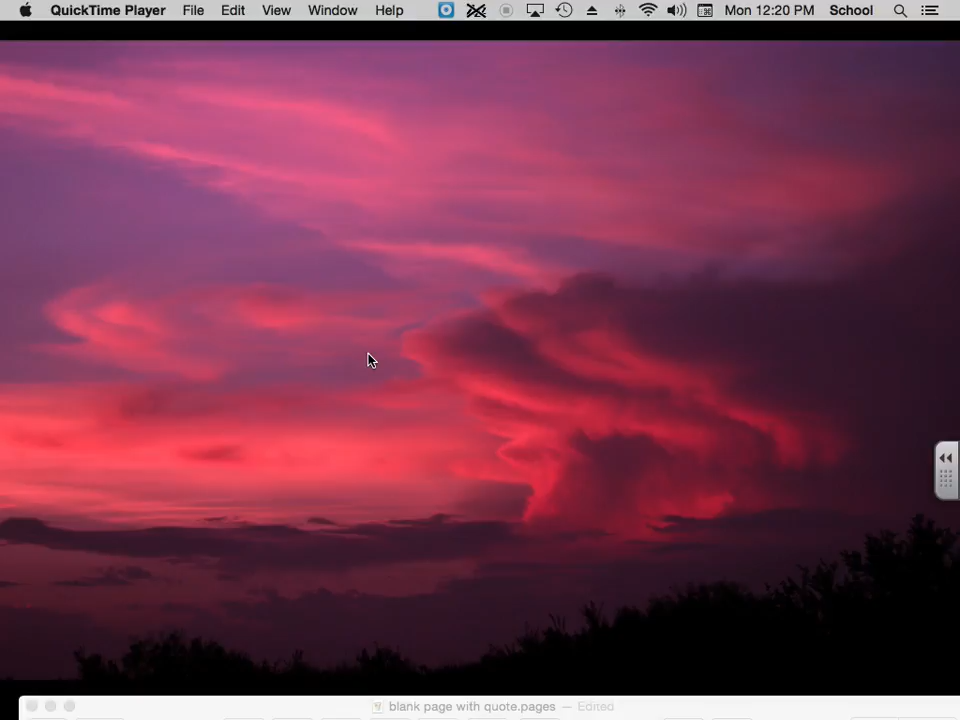 QuickTime Player File Edit View Window Help Mon 12:20 PM School
blank page with quote.pages — Edited